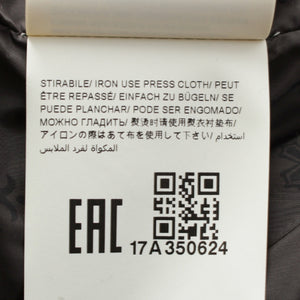 STIRABILE/ IRON USE PRESS CLOTH/ PEUT
ÊTRE REPASSÉ/ EINFACH ZU BÜGELN/ SE
PUEDE PLANCHAR/ PODE SER ENGOMADO/
МОЖНО ГЛАДИТЬ/ 熨烫时请使用熨衣衬垫布/
アイロンの際はあて布を使用して下さい/ استخدام
المكواة لفرد الملابس
EAC
17A350624